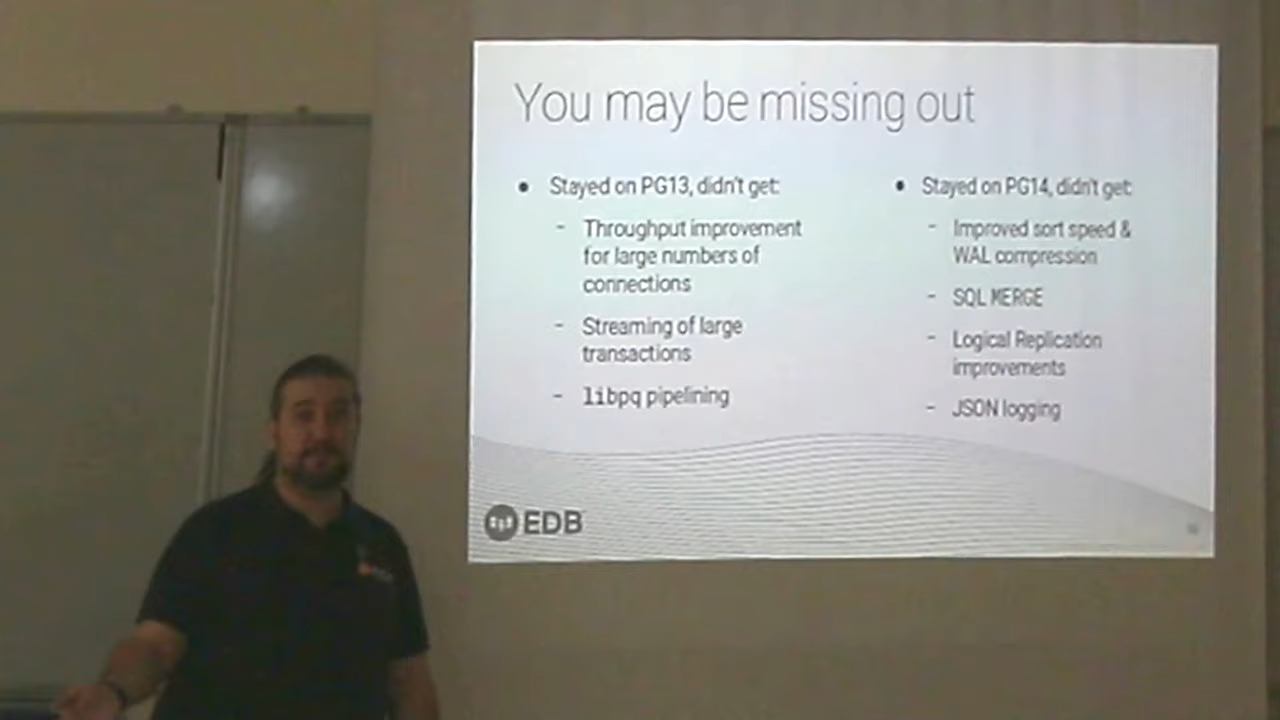 You may be missing out
● Stayed on PG13, didn't get:
- Throughput improvement
for large numbers of
connections
- Streaming of large
transactions
- libpq pipelining
● Stayed on PG14, didn't get:
- Improved sort speed &
WAL compression
- SQL MERGE
- Logical Replication
improvements
- JSON logging
EDB